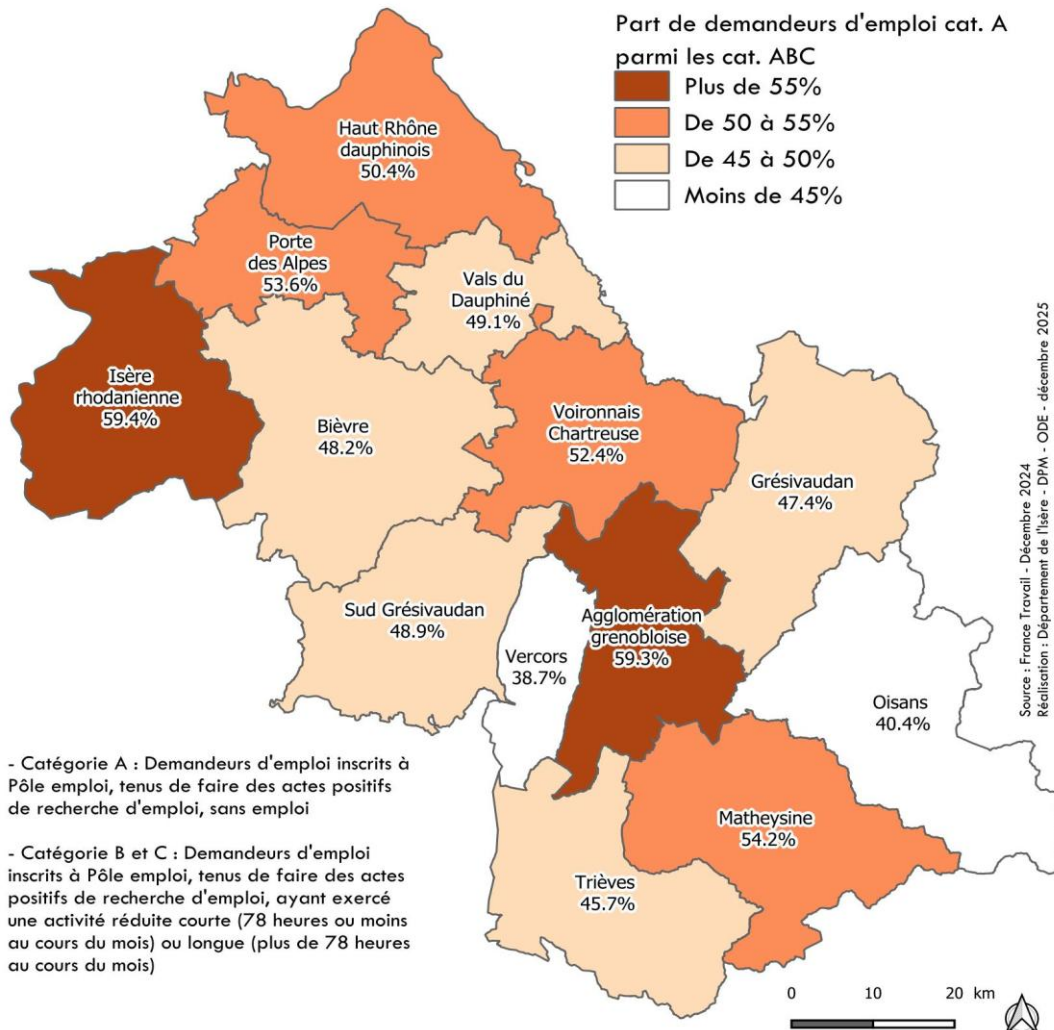 Part de demandeurs d'emploi cat. A
parmi les cat. ABC
Plus de 55%
De 50 à 55%
De 45 à 50%
Moins de 45%
Haut Rhône
dauphinois
50.4%
Porte
des Alpes
53.6%
Vals du
Dauphiné
49.1%
Isère
rhodanienne
59.4%
Bièvre
48.2%
Voironnais
Chartreuse
52.4%
Grésivaudan
47.4%
Sud Grésivaudan
48.9%
Vercors
38.7%
Agglomération
grenobloise
59.3%
Oisans
40.4%
Matheysine
54.2%
Trièves
45.7%
- Catégorie A : Demandeurs d'emploi inscrits à
Pôle emploi, tenus de faire des actes positifs
de recherche d'emploi, sans emploi
- Catégorie B et C : Demandeurs d'emploi
inscrits à Pôle emploi, tenus de faire des actes
positifs de recherche d'emploi, ayant exercé
une activité réduite courte (78 heures ou moins
au cours du mois) ou longue (plus de 78 heures
au cours du mois)
Source : France Travail - Décembre 2024
Réalisation : Département de l'Isère - DPM - ODE - décembre 2025
0 10 20 km